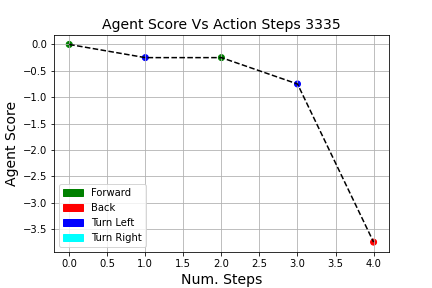 Agent Score Vs Action Steps 3335
Agent Score
0.0
−0.5
−1.0
−1.5
−2.0
−2.5
−3.0
−3.5
Forward
Back
Turn Left
Turn Right
0.0 0.5 1.0 1.5 2.0 2.5 3.0 3.5 4.0
Num. Steps